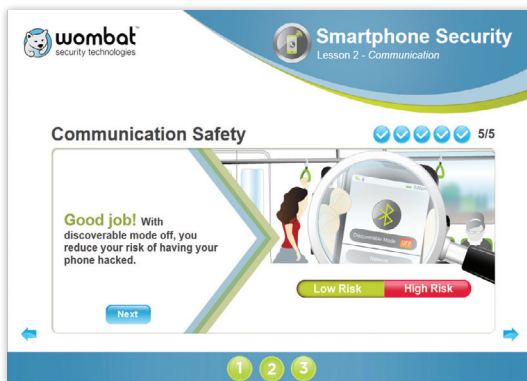 wombat
security technologies
Smartphone Security
Lesson 2 - Communication
Communication Safety
5/5
Good job! With
discoverable mode off, you
reduce your risk of having your
phone hacked.
Discoverable Mode OFF
Low Risk High Risk
Next
1 2 3